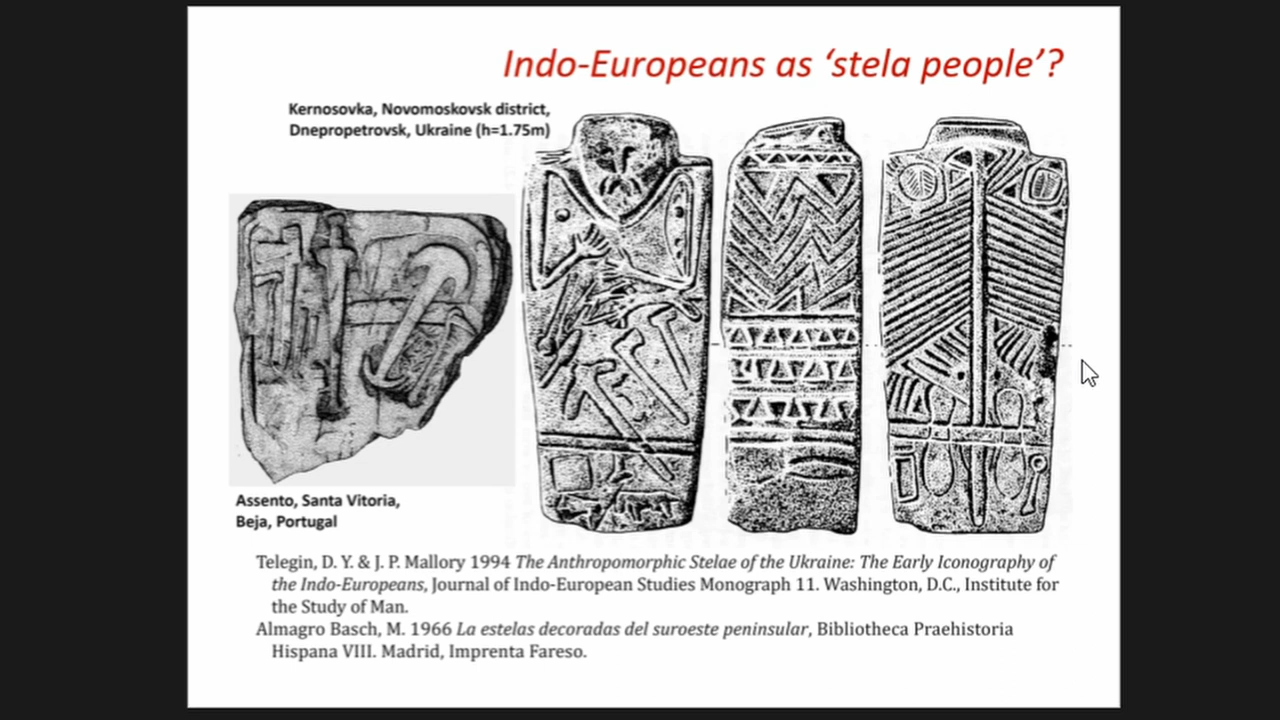 Indo-Europeans as ‘stela people’?
Kernosovka, Novomoskovsk district,
Dnepropetrovsk, Ukraine (h=1.75m)
Assento, Santa Vitoria,
Beja, Portugal
Telegin, D. Y. & J. P. Mallory 1994 The Anthropomorphic Stelae of the Ukraine: The Early Iconography of
the Indo-Europeans, Journal of Indo-European Studies Monograph 11. Washington, D.C., Institute for
the Study of Man.
Almagro Basch, M. 1966 La estelas decoradas del suroeste peninsular, Bibliotheca Praehistoria
Hispana VIII. Madrid, Imprenta Fareso.